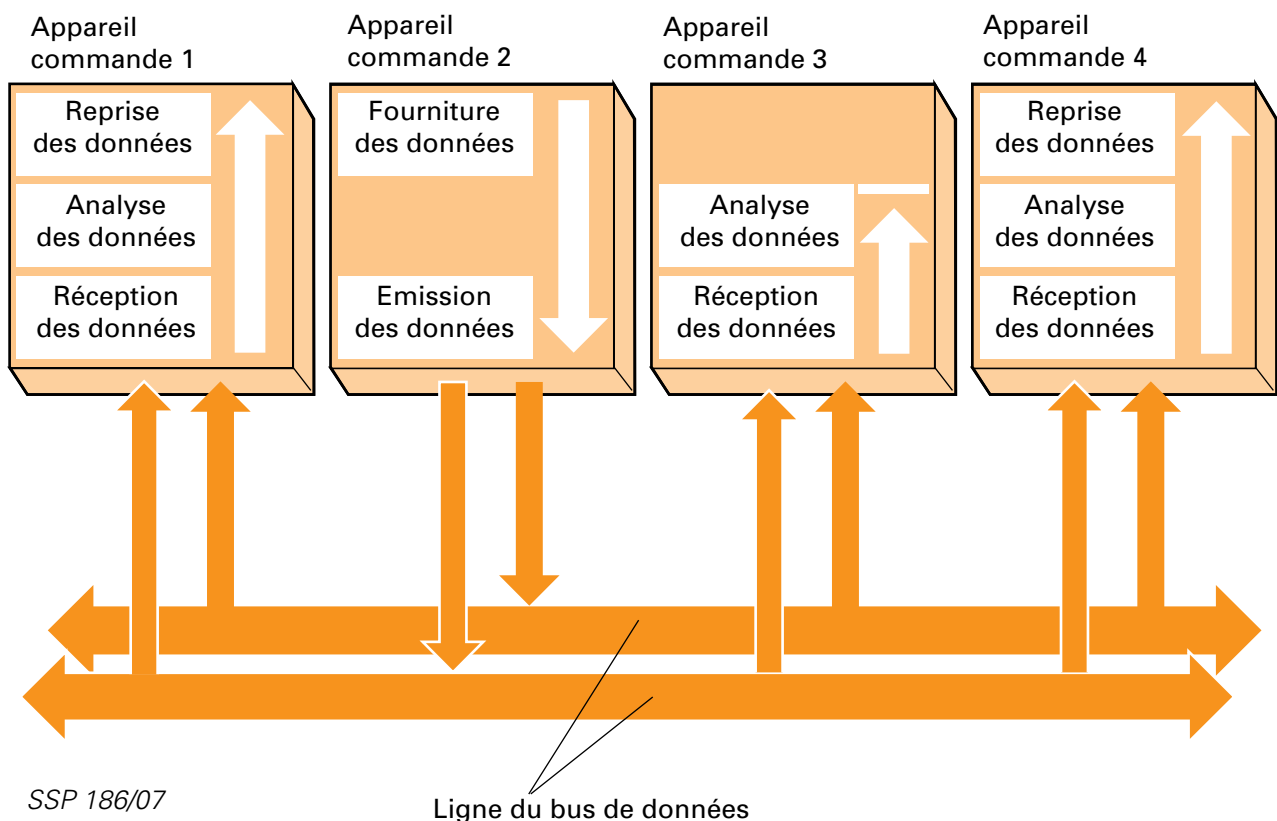 Appareil
commande 1
Appareil
commande 2
Appareil
commande 3
Appareil
commande 4
Reprise
des données
Analyse
des données
Réception
des données
Fourniture
des données
Emission
des données
Analyse
des données
Réception
des données
Reprise
des données
Analyse
des données
Réception
des données
SSP 186/07
Ligne du bus de données